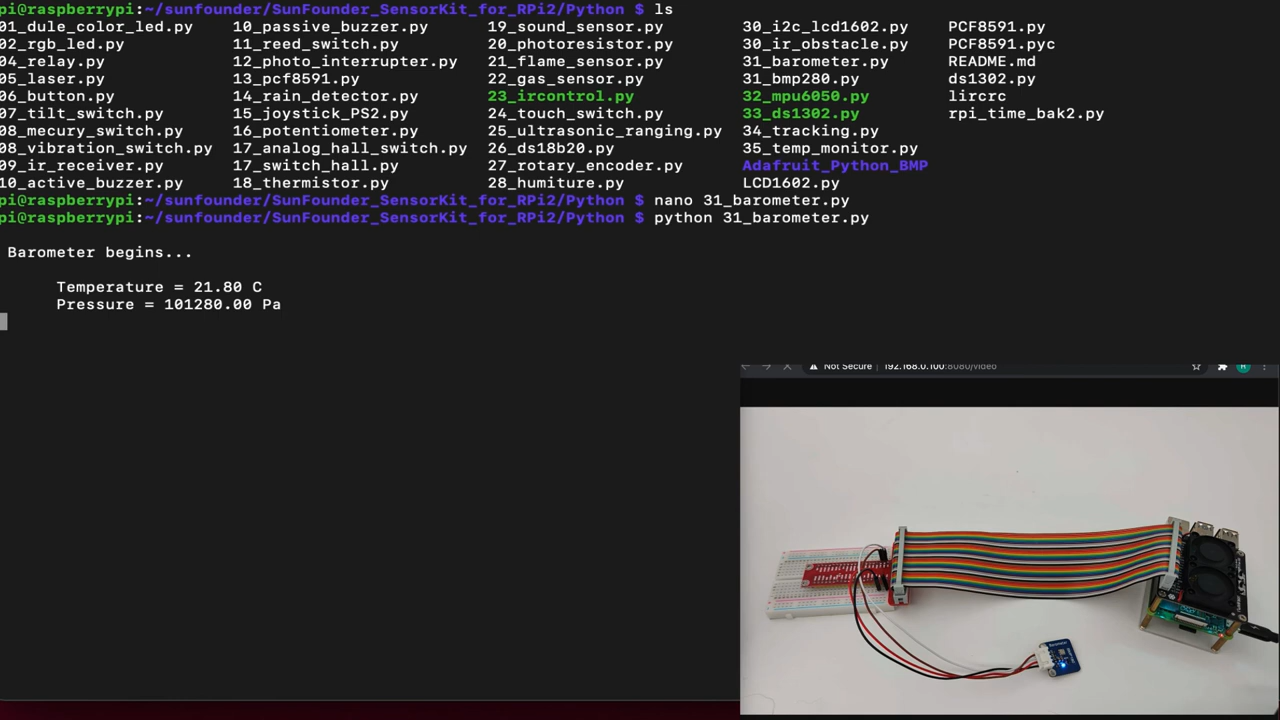 pi@raspberrypi:~/sunfounder/SunFounder_SensorKit_for_RPi2/Python $ ls
01_dule_color_led.py 10_passive_buzzer.py 19_sound_sensor.py 30_i2c_lcd1602.py PCF8591.py
02_rgb_led.py 11_reed_switch.py 20_photoresistor.py 30_ir_obstacle.py PCF8591.pyc
04_relay.py 12_photo_interrupter.py 21_flame_sensor.py 31_barometer.py README.md
05_laser.py 13_pcf8591.py 22_gas_sensor.py 31_bmp280.py ds1302.py
06_button.py 14_rain_detector.py 23_ircontrol.py 32_mpu6050.py lircrc
07_tilt_switch.py 15_joystick_PS2.py 24_touch_switch.py 33_ds1302.py rpi_time_bak2.py
08_mecury_switch.py 16_potentiometer.py 25_ultrasonic_ranging.py 34_tracking.py
08_vibration_switch.py 17_analog_hall_switch.py 26_ds18b20.py 35_temp_monitor.py
09_ir_receiver.py 17_switch_hall.py 27_rotary_encoder.py Adafruit_Python_BMP
10_active_buzzer.py 18_thermistor.py 28_humiture.py LCD1602.py
pi@raspberrypi:~/sunfounder/SunFounder_SensorKit_for_RPi2/Python $ nano 31_barometer.py
pi@raspberrypi:~/sunfounder/SunFounder_SensorKit_for_RPi2/Python $ python 31_barometer.py
Barometer begins...
Temperature = 21.80 C
Pressure = 101280.00 Pa
Not Secure | 192.168.0.100:8080/video